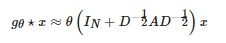 gθ ⋆ x ≈ θ (I_N + D^{-1/2} A D^{-1/2}) x